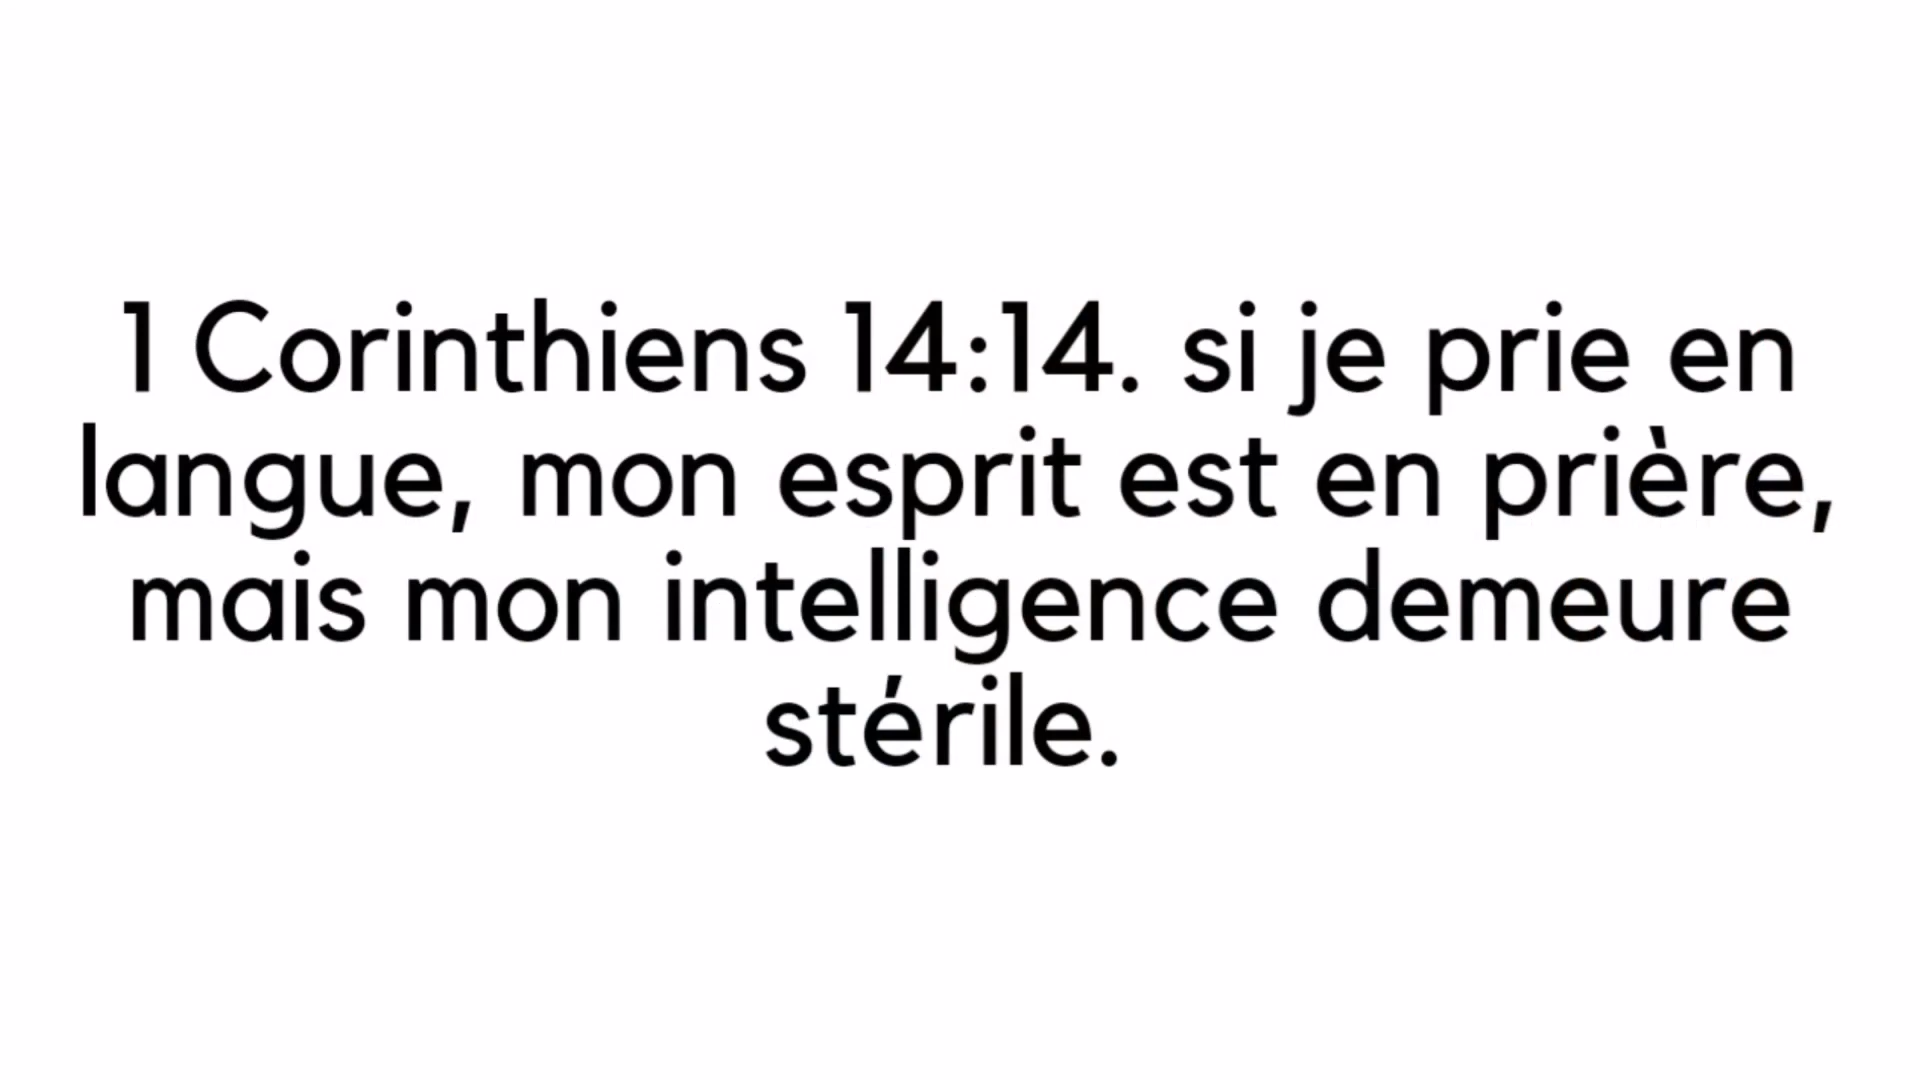 1 Corinthiens 14:14. si je prie en
langue, mon esprit est en prière,
mais mon intelligence demeure
stérile.